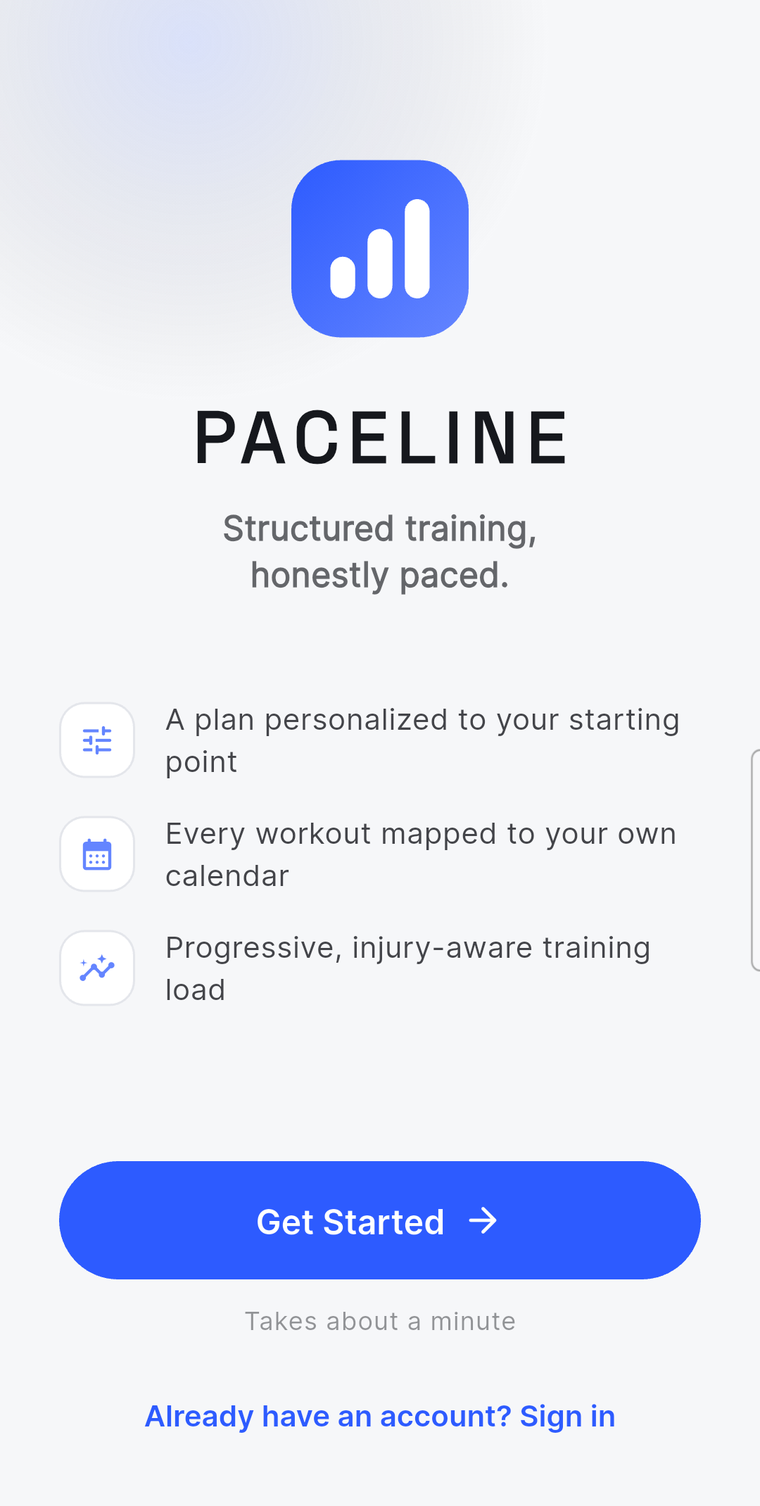 PACELINE
Structured training,
honestly paced.
A plan personalized to your starting
point
Every workout mapped to your own
calendar
Progressive, injury-aware training
load
Get Started
Takes about a minute
Already have an account? Sign in